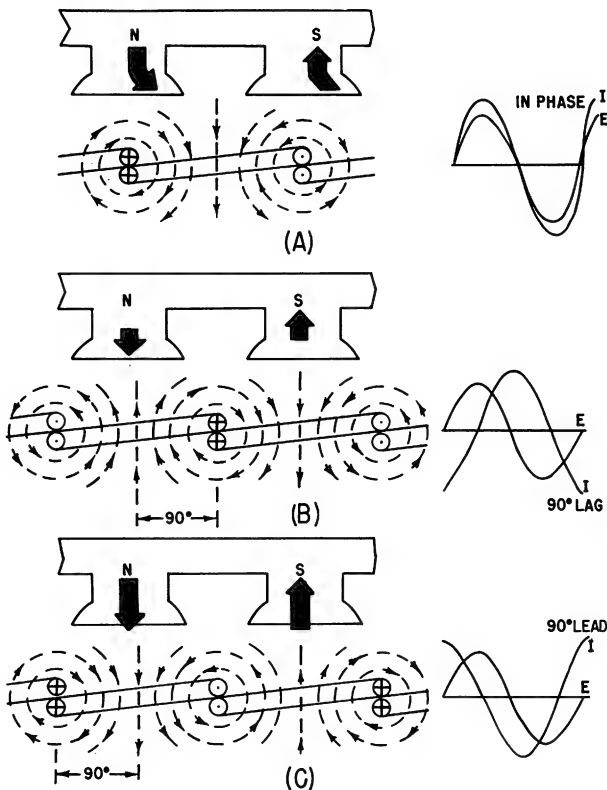 N S
IN PHASE I
E
(A)
N S
E
I
90° LAG
90°
(B)
N S
90° LEAD
I
E
90°
(C)